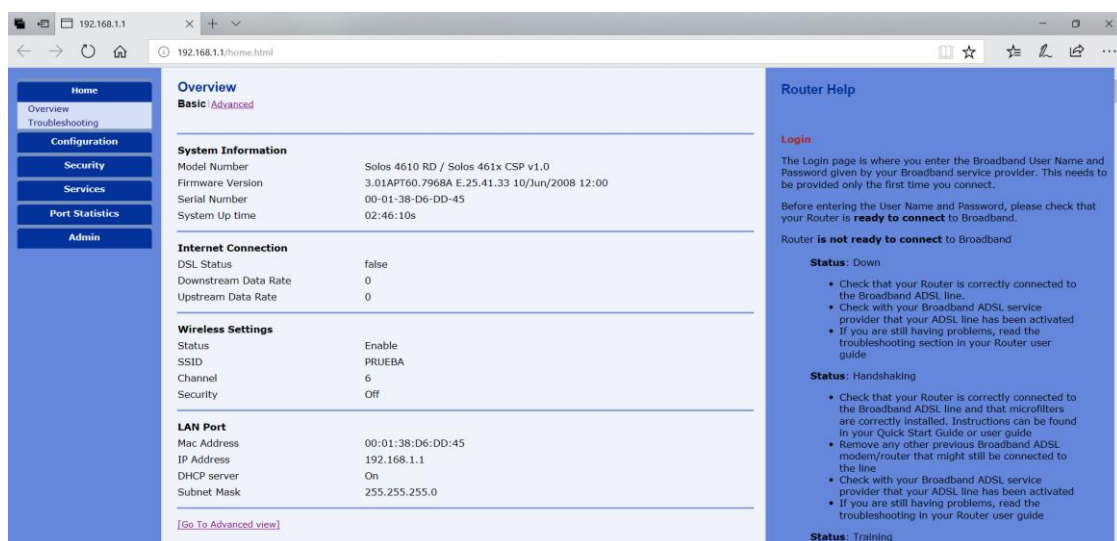 192.168.1.1
192.168.1.1/home.html
Home
Overview
Troubleshooting
Configuration
Security
Services
Port Statistics
Admin
Overview
Basic | Advanced
System Information
Model Number Solos 4610 RD / Solos 461x CSP v1.0
Firmware Version 3.01APT60.7968A E.25.41.33 10/Jun/2008 12:00
Serial Number 00-01-38-D6-DD-45
System Up time 02:46:10s
Internet Connection
DSL Status false
Downstream Data Rate 0
Upstream Data Rate 0
Wireless Settings
Status Enable
SSID PRUEBA
Channel 6
Security Off
LAN Port
Mac Address 00:01:38:D6:DD:45
IP Address 192.168.1.1
DHCP server On
Subnet Mask 255.255.255.0
[Go To Advanced view]
Router Help
Login
The Login page is where you enter the Broadband User Name and
Password given by your Broadband service provider. This needs to
be provided only the first time you connect.
Before entering the User Name and Password, please check that
your Router is ready to connect to Broadband.
Router is not ready to connect to Broadband
Status: Down
• Check that your Router is correctly connected to
the Broadband ADSL line.
• Check with your Broadband ADSL service
provider that your ADSL line has been activated
• If you are still having problems, read the
troubleshooting section in your Router user
guide
Status: Handshaking
• Check that your Router is correctly connected to
the Broadband ADSL line and that microfilters
are correctly installed. Instructions can be found
in your Quick Start Guide or user guide
• Remove any other previous Broadband ADSL
modem/router that might still be connected to
the line
• Check with your Broadband ADSL service
provider that your ADSL line has been activated
• If you are still having problems, read the
troubleshooting in your Router user guide
Status: Training